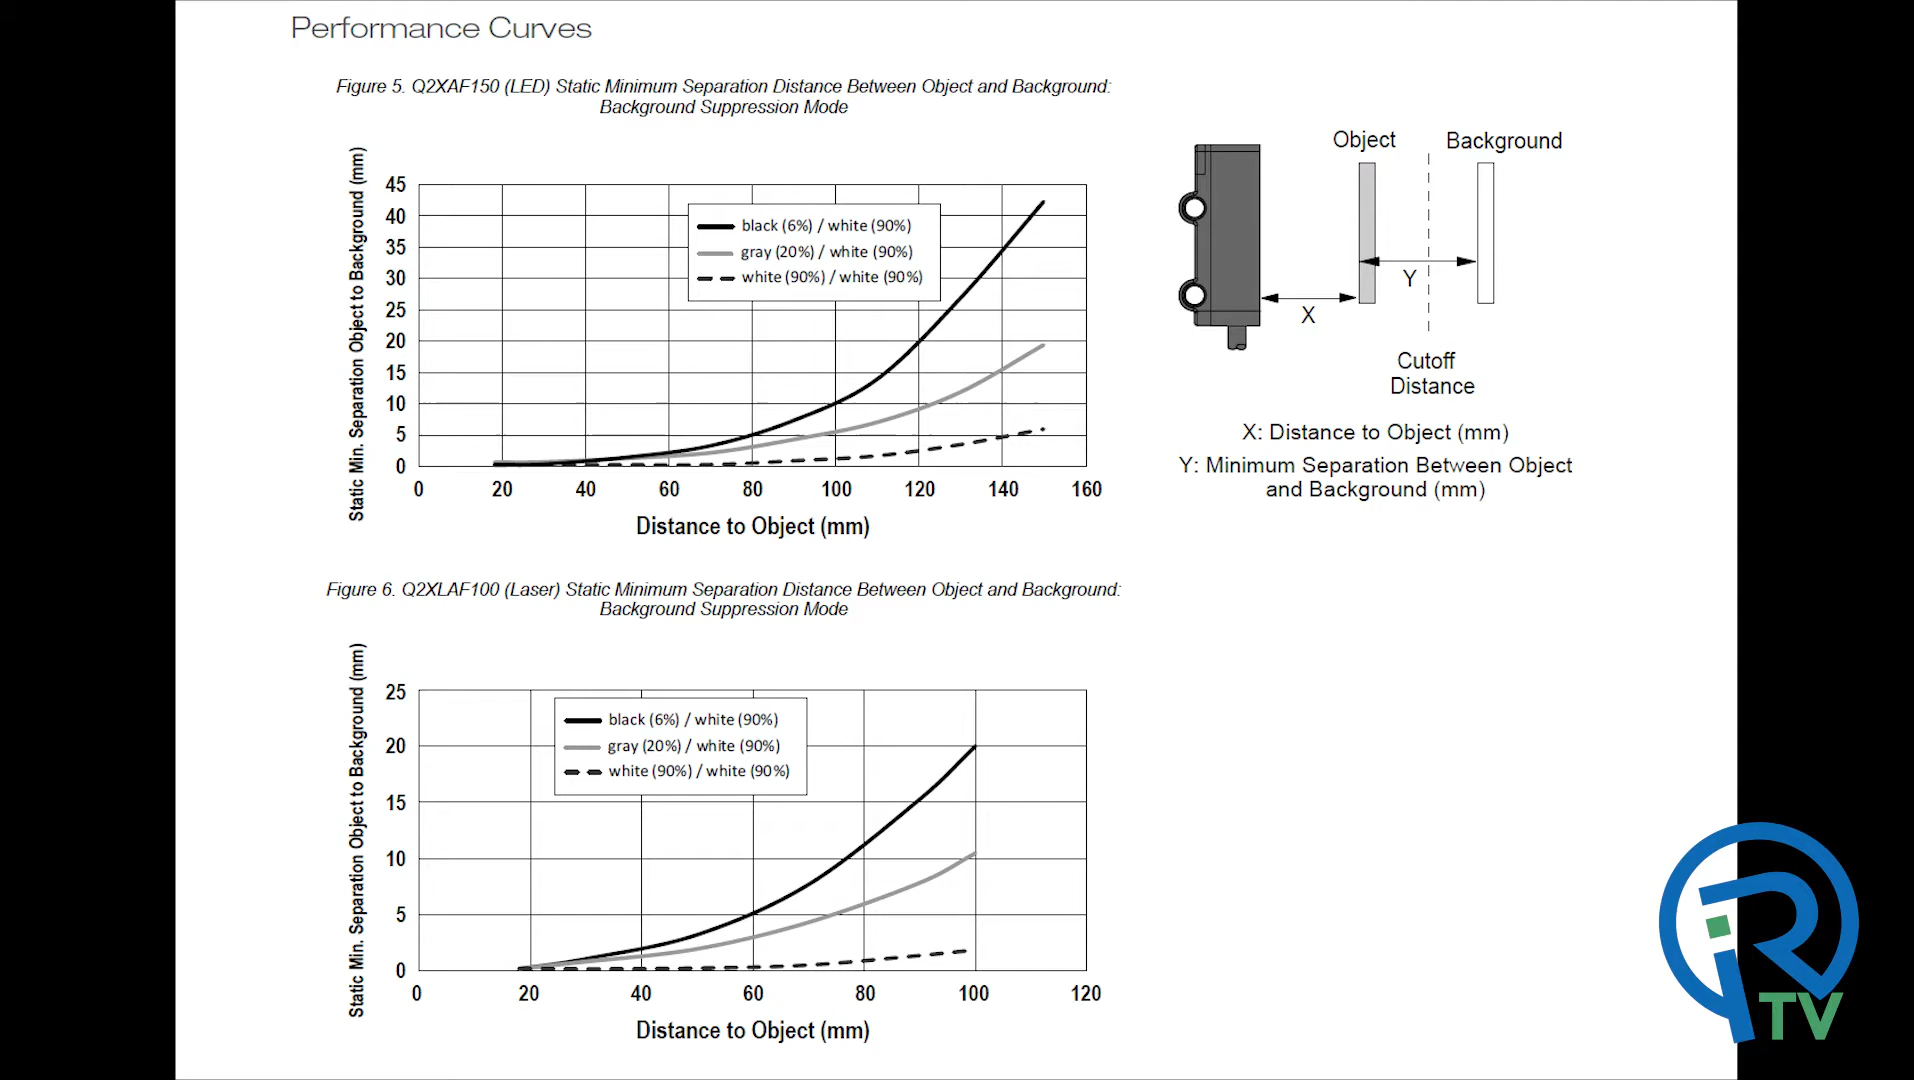 Performance Curves
Figure 5. Q2XAF150 (LED) Static Minimum Separation Distance Between Object and Background:
Background Suppression Mode
Static Min. Separation Object to Background (mm)
45
40
35
30
25
20
15
10
5
0
black (6%) / white (90%)
gray (20%) / white (90%)
white (90%) / white (90%)
0 20 40 60 80 100 120 140 160
Distance to Object (mm)
Object Background
Y
X
Cutoff
Distance
X: Distance to Object (mm)
Y: Minimum Separation Between Object
and Background (mm)
Figure 6. Q2XLAF100 (Laser) Static Minimum Separation Distance Between Object and Background:
Background Suppression Mode
Static Min. Separation Object to Background (mm)
25
20
15
10
5
0
black (6%) / white (90%)
gray (20%) / white (90%)
white (90%) / white (90%)
0 20 40 60 80 100 120
Distance to Object (mm)
iR
TV